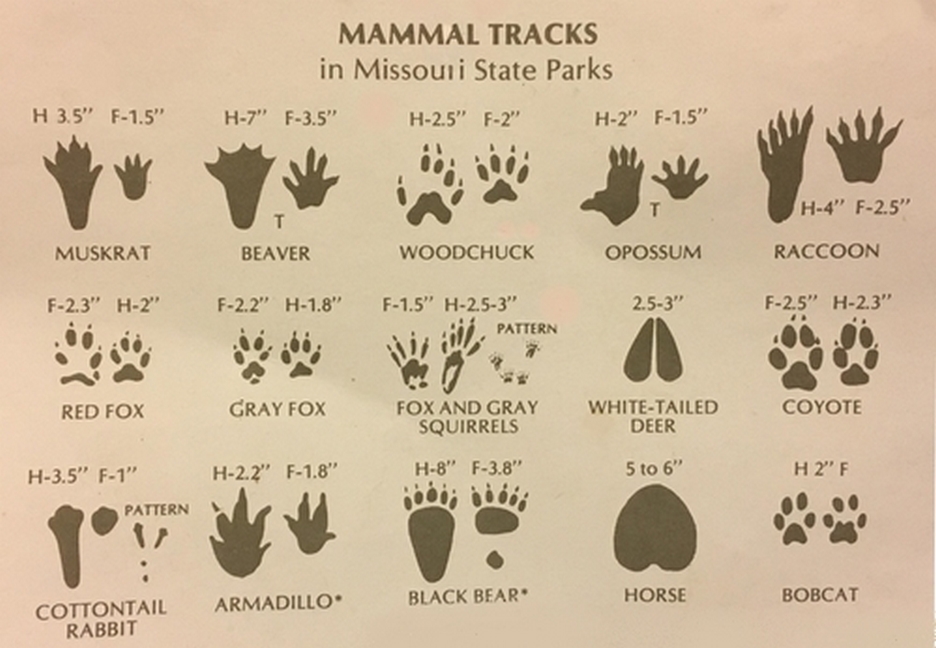 MAMMAL TRACKS
in Missouri State Parks
H 3.5" F-1.5"
MUSKRAT
H-7" F-3.5"
T
BEAVER
H-2.5" F-2"
WOODCHUCK
H-2" F-1.5"
T
OPOSSUM
H-4" F-2.5"
RACCOON
F-2.3" H-2"
RED FOX
F-2.2" H-1.8"
GRAY FOX
F-1.5" H-2.5-3"
PATTERN
FOX AND GRAY
SQUIRRELS
2.5-3"
WHITE-TAILED
DEER
F-2.5" H-2.3"
COYOTE
H-3.5" F-1"
PATTERN
COTTONTAIL
RABBIT
H-2.2" F-1.8"
ARMADILLO*
H-8" F-3.8"
BLACK BEAR*
5 to 6"
HORSE
H 2" F
BOBCAT